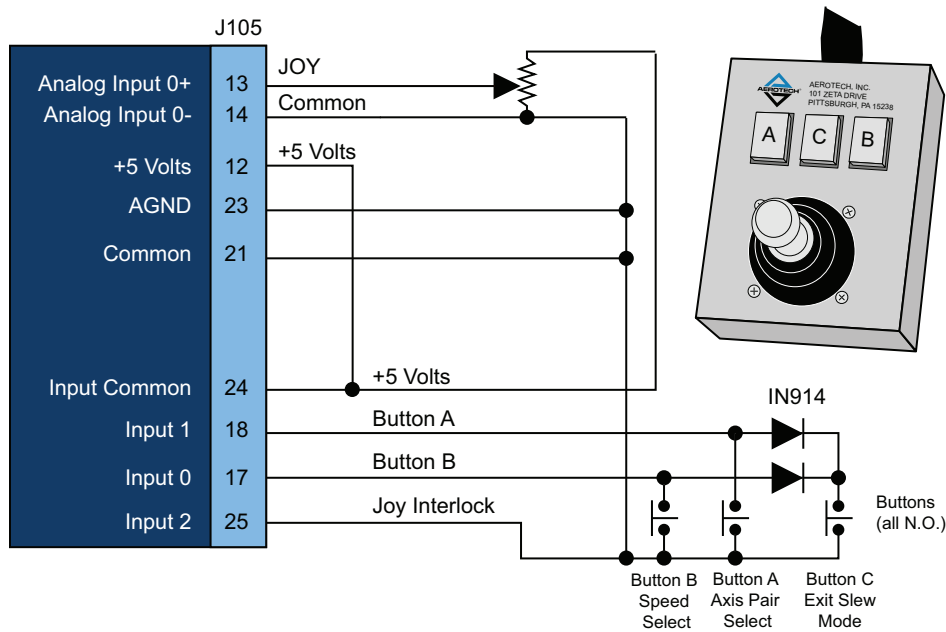 J105
Analog Input 0+ 13 JOY
Analog Input 0- 14 Common
+5 Volts 12 +5 Volts
AGND 23
Common 21
Input Common 24 +5 Volts
Input 1 18 Button A
Input 0 17 Button B
Input 2 25 Joy Interlock
AEROTECH
AEROTECH, INC.
101 ZETA DRIVE
PITTSBURGH, PA 15238
A C B
IN914
Buttons
(all N.O.)
Button B
Speed
Select
Button A
Axis Pair
Select
Button C
Exit Slew
Mode